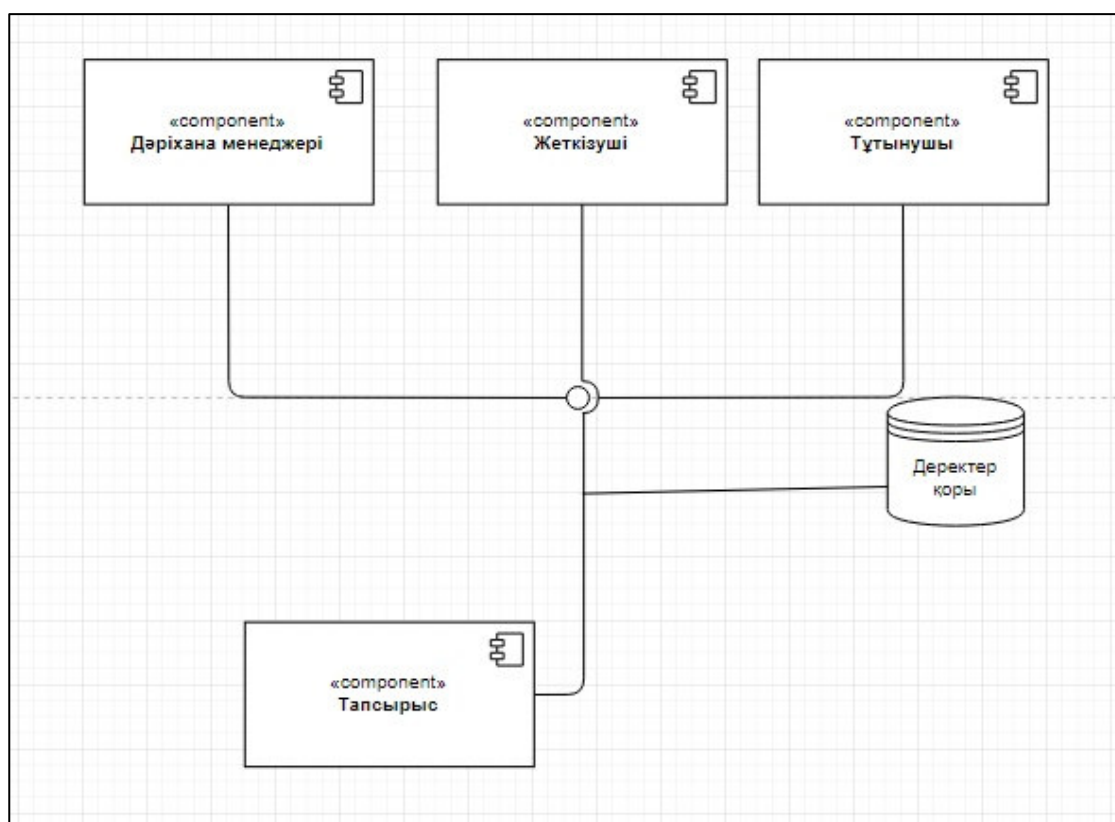 «component»
Дәріхана менеджері
«component»
Жеткізуші
«component»
Тұтынушы
Деректер
қоры
«component»
Тапсырыс